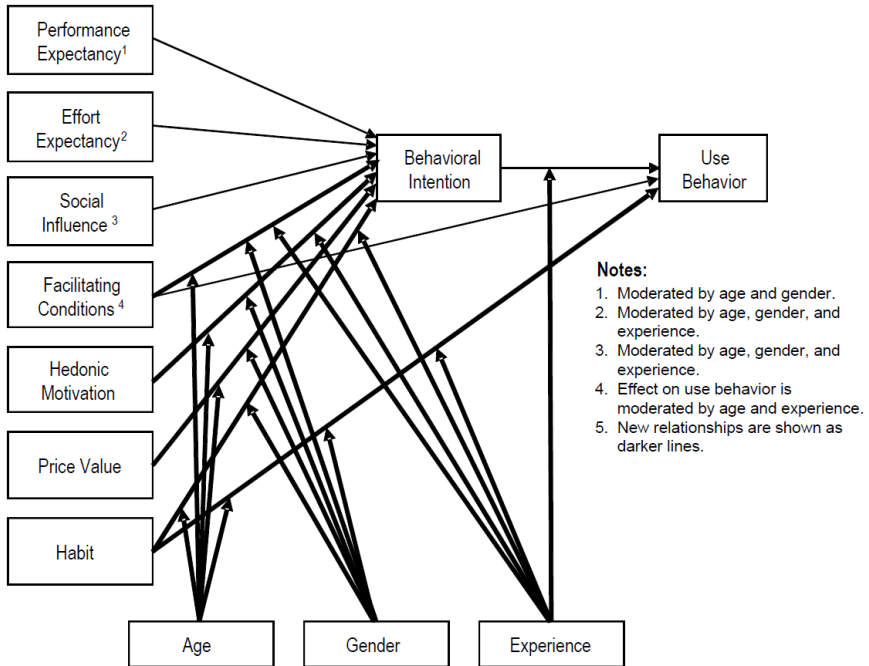 Performance
Expectancy1
Effort
Expectancy2
Social
Influence 3
Facilitating
Conditions 4
Hedonic
Motivation
Price Value
Habit
Behavioral
Intention
Use
Behavior
Notes:
1. Moderated by age and gender.
2. Moderated by age, gender, and
experience.
3. Moderated by age, gender, and
experience.
4. Effect on use behavior is
moderated by age and experience.
5. New relationships are shown as
darker lines.
Age
Gender
Experience